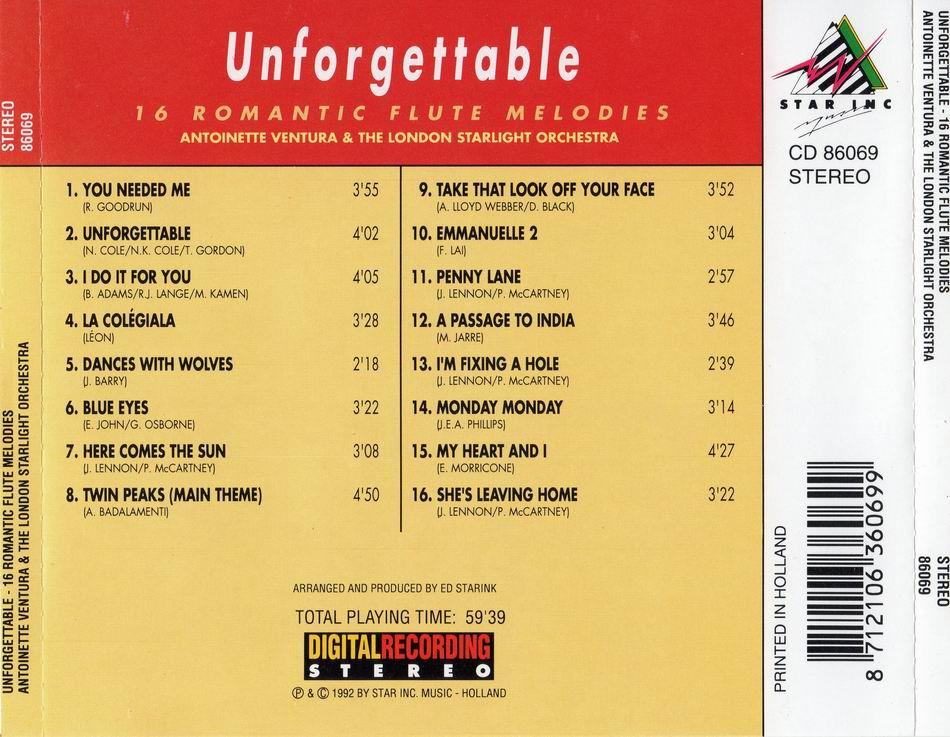 STEREO
86069
UNFORGETTABLE - 16 ROMANTIC FLUTE MELODIES
ANTOINETTE VENTURA & THE LONDON STARLIGHT ORCHESTRA
Unforgettable
16 ROMANTIC FLUTE MELODIES
ANTOINETTE VENTURA & THE LONDON STARLIGHT ORCHESTRA
1. YOU NEEDED ME 3'55
(R. GOODRUN)
2. UNFORGETTABLE 4'02
(N. COLE/N.K. COLE/T. GORDON)
3. I DO IT FOR YOU 4'05
(B. ADAMS/R.J. LANGE/M. KAMEN)
4. LA COLÉGIALA 3'28
(LÉON)
5. DANCES WITH WOLVES 2'18
(J. BARRY)
6. BLUE EYES 3'22
(E. JOHN/G. OSBORNE)
7. HERE COMES THE SUN 3'08
(J. LENNON/P. McCARTNEY)
8. TWIN PEAKS (MAIN THEME) 4'50
(A. BADALAMENTI)
9. TAKE THAT LOOK OFF YOUR FACE 3'52
(A. LLOYD WEBBER/D. BLACK)
10. EMMANUELLE 2 3'04
(F. LAI)
11. PENNY LANE 2'57
(J. LENNON/P. McCARTNEY)
12. A PASSAGE TO INDIA 3'46
(M. JARRE)
13. I'M FIXING A HOLE 2'39
(J. LENNON/P. McCARTNEY)
14. MONDAY MONDAY 3'14
(J.E.A. PHILLIPS)
15. MY HEART AND I 4'27
(E. MORRICONE)
16. SHE'S LEAVING HOME 3'22
(J. LENNON/P. McCARTNEY)
ARRANGED AND PRODUCED BY ED STARINK
TOTAL PLAYING TIME: 59'39
DIGITAL RECORDING
STEREO
℗ & © 1992 BY STAR INC. MUSIC - HOLLAND
STAR INC
music
CD 86069
STEREO
PRINTED IN HOLLAND
8 712106 360699
UNFORGETTABLE - 16 ROMANTIC FLUTE MELODIES
ANTOINETTE VENTURA & THE LONDON STARLIGHT ORCHESTRA
STEREO
86069